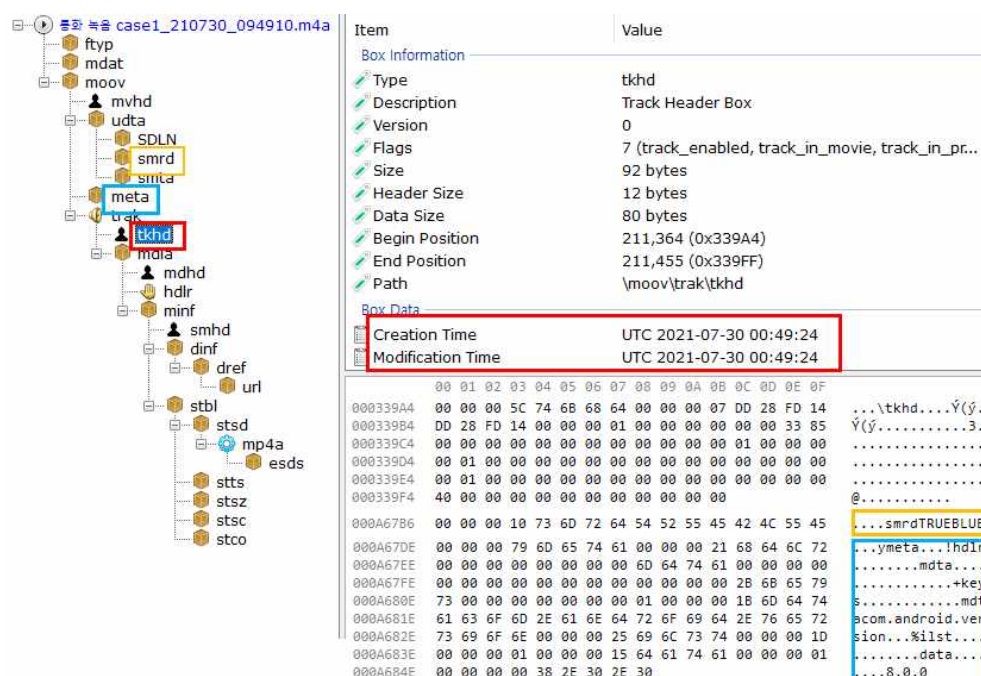 통화 녹음 case1_210730_094910.m4a
ftyp
mdat
moov
mvhd
udta
SDLN
smrd
smta
meta
trak
tkhd
mdia
mdhd
hdlr
minf
smhd
dinf
dref
url
stbl
stsd
mp4a
esds
stts
stsz
stsc
stco
Item Value
Box Information
Type tkhd
Description Track Header Box
Version 0
Flags 7 (track_enabled, track_in_movie, track_in_pr...
Size 92 bytes
Header Size 12 bytes
Data Size 80 bytes
Begin Position 211,364 (0x339A4)
End Position 211,455 (0x339FF)
Path \moov\trak\tkhd
Box Data
Creation Time UTC 2021-07-30 00:49:24
Modification Time UTC 2021-07-30 00:49:24
00 01 02 03 04 05 06 07 08 09 0A 0B 0C 0D 0E 0F
000339A4 00 00 00 5C 74 6B 68 64 00 00 00 07 DD 28 FD 14 ...\tkhd....Ý(ý.
000339B4 DD 28 FD 14 00 00 00 01 00 00 00 00 00 00 33 85 Ý(ý...........3.
000339C4 00 00 00 00 00 00 00 00 00 00 00 00 01 00 00 00 ................
000339D4 00 01 00 00 00 00 00 00 00 00 00 00 00 00 00 00 ................
000339E4 00 01 00 00 00 00 00 00 00 00 00 00 00 00 00 00 ................
000339F4 40 00 00 00 00 00 00 00 00 00 00 00 @...........
000A67B6 00 00 00 10 73 6D 72 64 54 52 55 45 42 4C 55 45 ....smrdTRUEBLUE
000A67DE 00 00 00 79 6D 65 74 61 00 00 00 21 68 64 6C 72 ...ymeta...!hdlr
000A67EE 00 00 00 00 00 00 00 00 6D 64 74 61 00 00 00 00 ........mdta....
000A67FE 00 00 00 00 00 00 00 00 00 00 00 00 2B 6B 65 79 ............+key
000A680E 73 00 00 00 00 00 00 00 01 00 00 00 1B 6D 64 74 s............mdt
000A681E 61 63 6F 6D 2E 61 6E 64 72 6F 69 64 2E 76 65 72 acom.android.ver
000A682E 73 69 6F 6E 00 00 00 25 69 6C 73 74 00 00 00 1D sion...%ilst....
000A683E 00 00 00 01 00 00 00 15 64 61 74 61 00 00 00 01 ........data....
000A684E 00 00 00 00 38 2E 30 2E 30 ....8.0.0